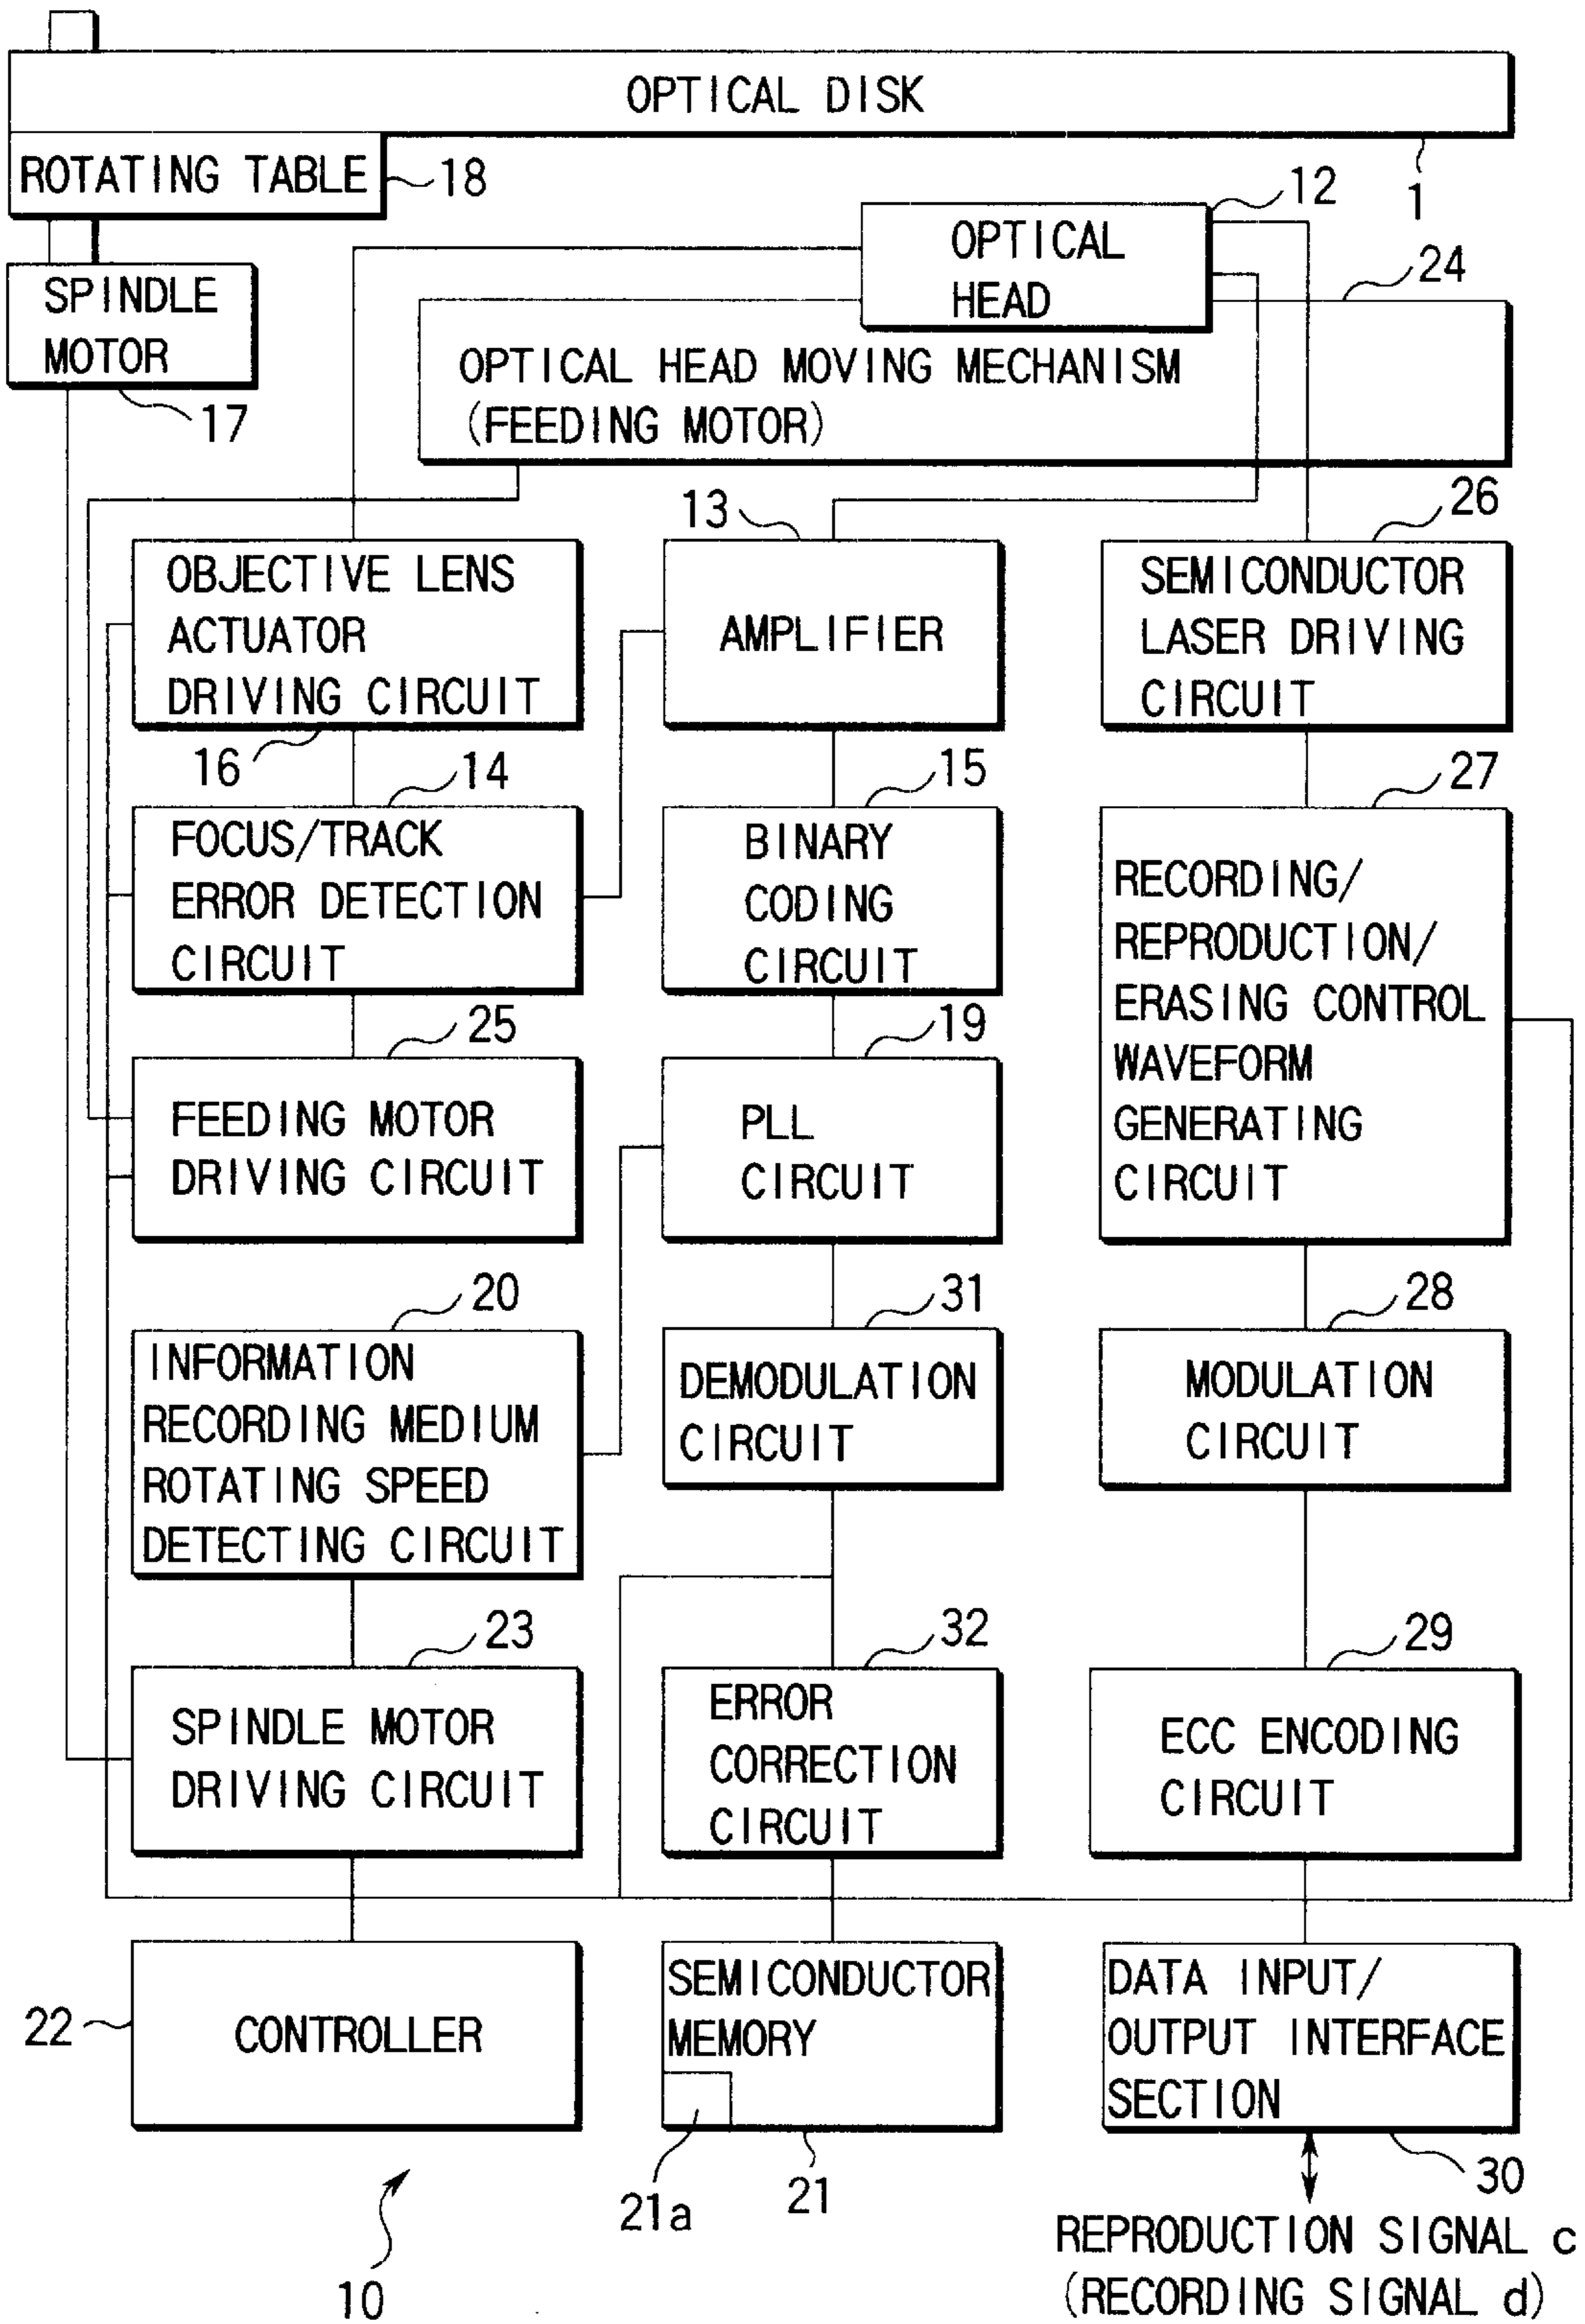 OPTICAL DISK
ROTATING TABLE
18
1
12
OPTICAL
HEAD
24
SPINDLE
MOTOR
17
OPTICAL HEAD MOVING MECHANISM
(FEEDING MOTOR)
13
26
OBJECTIVE LENS
ACTUATOR
DRIVING CIRCUIT
16
AMPLIFIER
SEMICONDUCTOR
LASER DRIVING
CIRCUIT
14
15
27
FOCUS/TRACK
ERROR DETECTION
CIRCUIT
BINARY
CODING
CIRCUIT
RECORDING/
REPRODUCTION/
ERASING CONTROL
WAVEFORM
GENERATING
CIRCUIT
25
19
FEEDING MOTOR
DRIVING CIRCUIT
PLL
CIRCUIT
20
31
28
INFORMATION
RECORDING MEDIUM
ROTATING SPEED
DETECTING CIRCUIT
DEMODULATION
CIRCUIT
MODULATION
CIRCUIT
23
32
29
SPINDLE MOTOR
DRIVING CIRCUIT
ERROR
CORRECTION
CIRCUIT
ECC ENCODING
CIRCUIT
22
CONTROLLER
SEMICONDUCTOR
MEMORY
21a
21
DATA INPUT/
OUTPUT INTERFACE
SECTION
30
10
REPRODUCTION SIGNAL c
(RECORDING SIGNAL d)